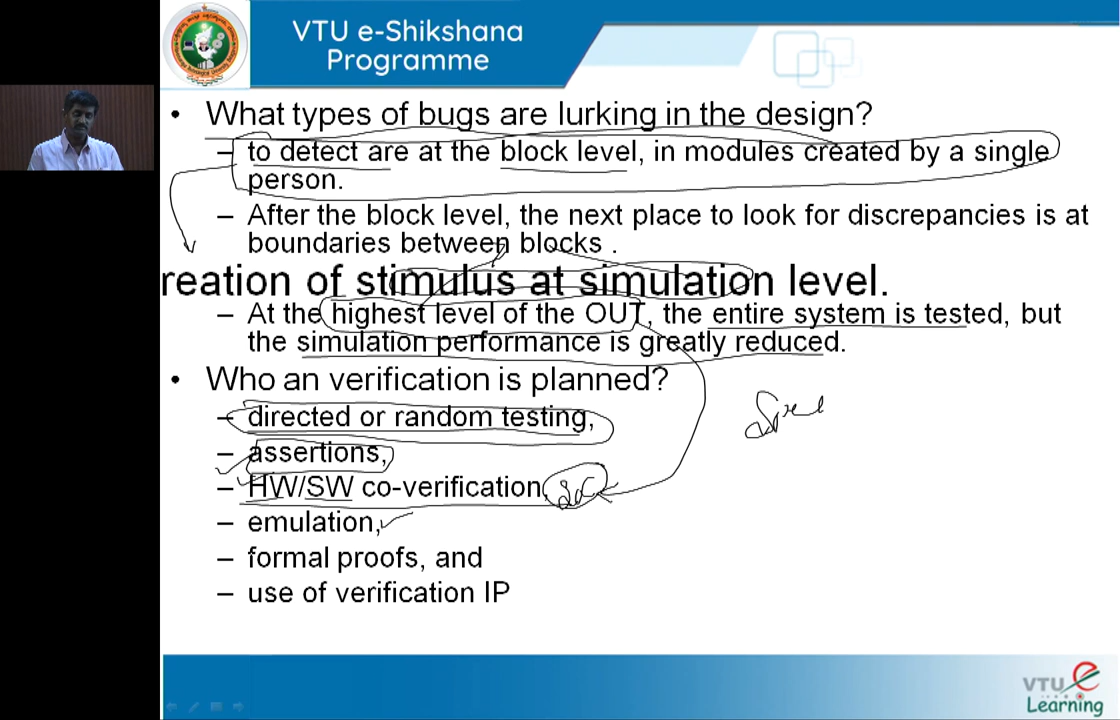 VTU e-Shikshana
Programme
• What types of bugs are lurking in the design?
– to detect are at the block level, in modules created by a single
person.
– After the block level, the next place to look for discrepancies is at
boundaries between blocks .
reation of stimulus at simulation level.
– At the highest level of the OUT, the entire system is tested, but
the simulation performance is greatly reduced.
• Who an verification is planned?
– directed or random testing,
– assertions,
– HW/SW co-verification,
– emulation,
– formal proofs, and
– use of verification IP
VTU e
Learning